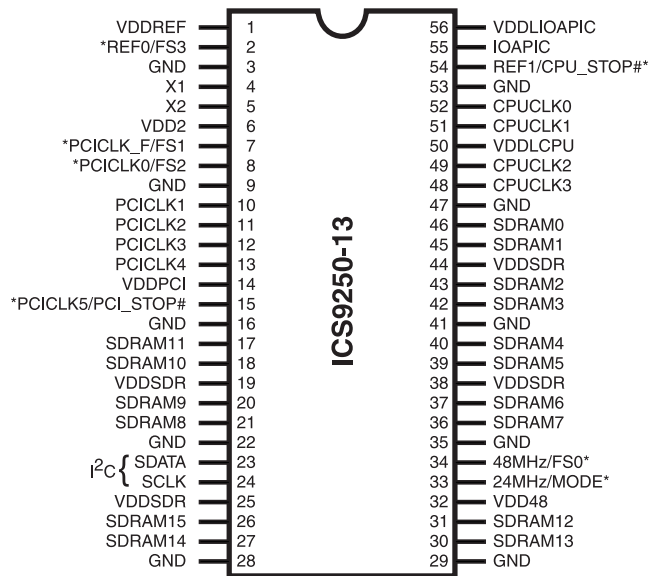 VDDREF 1 56 VDDLIOAPIC
*REF0/FS3 2 55 IOAPIC
GND 3 54 REF1/CPU_STOP#*
X1 4 53 GND
X2 5 52 CPUCLK0
VDD2 6 51 CPUCLK1
*PCICLK_F/FS1 7 50 VDDLCPU
*PCICLK0/FS2 8 49 CPUCLK2
GND 9 48 CPUCLK3
PCICLK1 10 47 GND
PCICLK2 11 46 SDRAM0
PCICLK3 12 45 SDRAM1
PCICLK4 13 44 VDDSDR
VDDPCI 14 43 SDRAM2
*PCICLK5/PCI_STOP# 15 42 SDRAM3
GND 16 41 GND
SDRAM11 17 40 SDRAM4
SDRAM10 18 39 SDRAM5
VDDSDR 19 38 VDDSDR
SDRAM9 20 37 SDRAM6
SDRAM8 21 36 SDRAM7
GND 22 35 GND
I²C { SDATA 23 34 48MHz/FS0*
SCLK 24 33 24MHz/MODE*
VDDSDR 25 32 VDD48
SDRAM15 26 31 SDRAM12
SDRAM14 27 30 SDRAM13
GND 28 29 GND
ICS9250-13